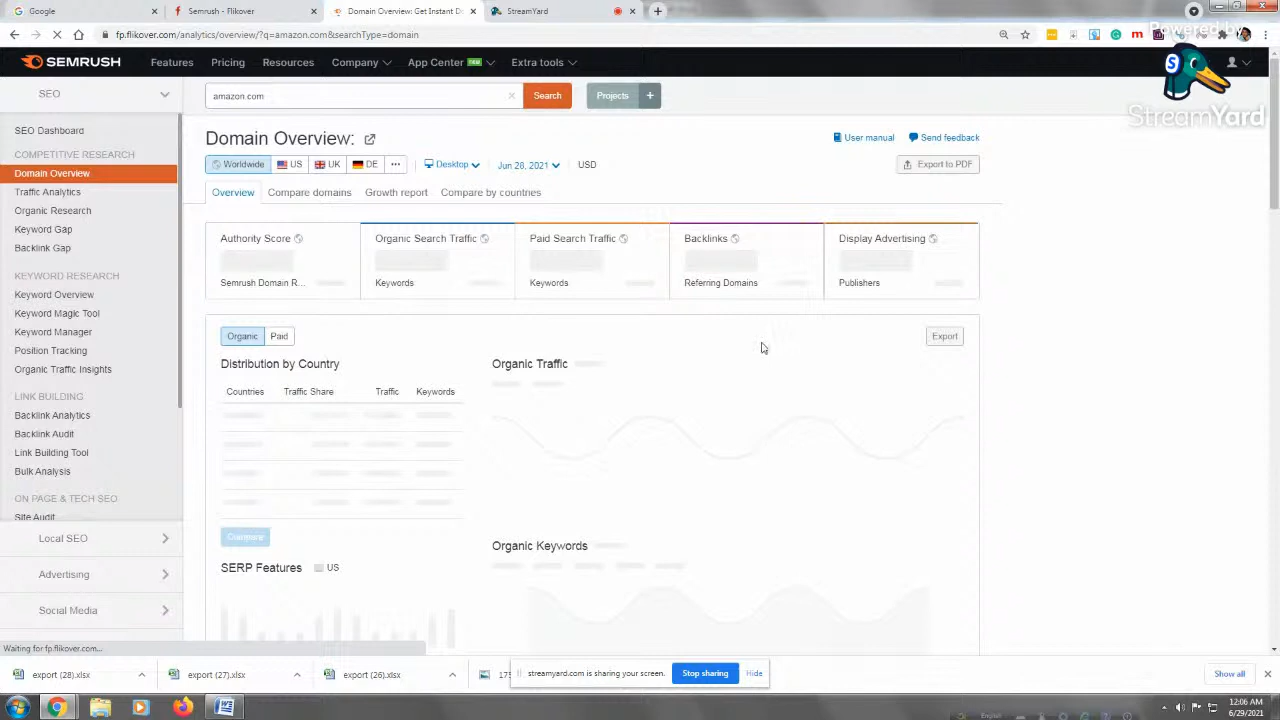 Google
Semrush - Flikover
Domain Overview: Get Instant D
StreamYard
fp.flikover.com/analytics/overview/?q=amazon.com&searchType=domain
Powered by
SEMRUSH
Features
Pricing
Resources
Company
App Center new
Extra tools
StreamYard
SEO
amazon.com
Search
Projects
+
SEO Dashboard
COMPETITIVE RESEARCH
Domain Overview
Traffic Analytics
Organic Research
Keyword Gap
Backlink Gap
KEYWORD RESEARCH
Keyword Overview
Keyword Magic Tool
Keyword Manager
Position Tracking
Organic Traffic Insights
LINK BUILDING
Backlink Analytics
Backlink Audit
Link Building Tool
Bulk Analysis
ON PAGE & TECH SEO
Site Audit
Local SEO
Advertising
Social Media
Domain Overview:
User manual
Send feedback
Worldwide
US
UK
DE
...
Desktop
Jun 28, 2021
USD
Export to PDF
Overview
Compare domains
Growth report
Compare by countries
Authority Score
Semrush Domain R...
Organic Search Traffic
Keywords
Paid Search Traffic
Keywords
Backlinks
Referring Domains
Display Advertising
Publishers
Organic
Paid
Export
Distribution by Country
Countries
Traffic Share
Traffic
Keywords
Compare
SERP Features
US
Organic Traffic
Organic Keywords
Waiting for fp.flikover.com...
export (28).xlsx
export (27).xlsx
export (26).xlsx
streamyard.com is sharing your screen.
Stop sharing
Hide
Show all
English
12:06 AM
6/29/2021